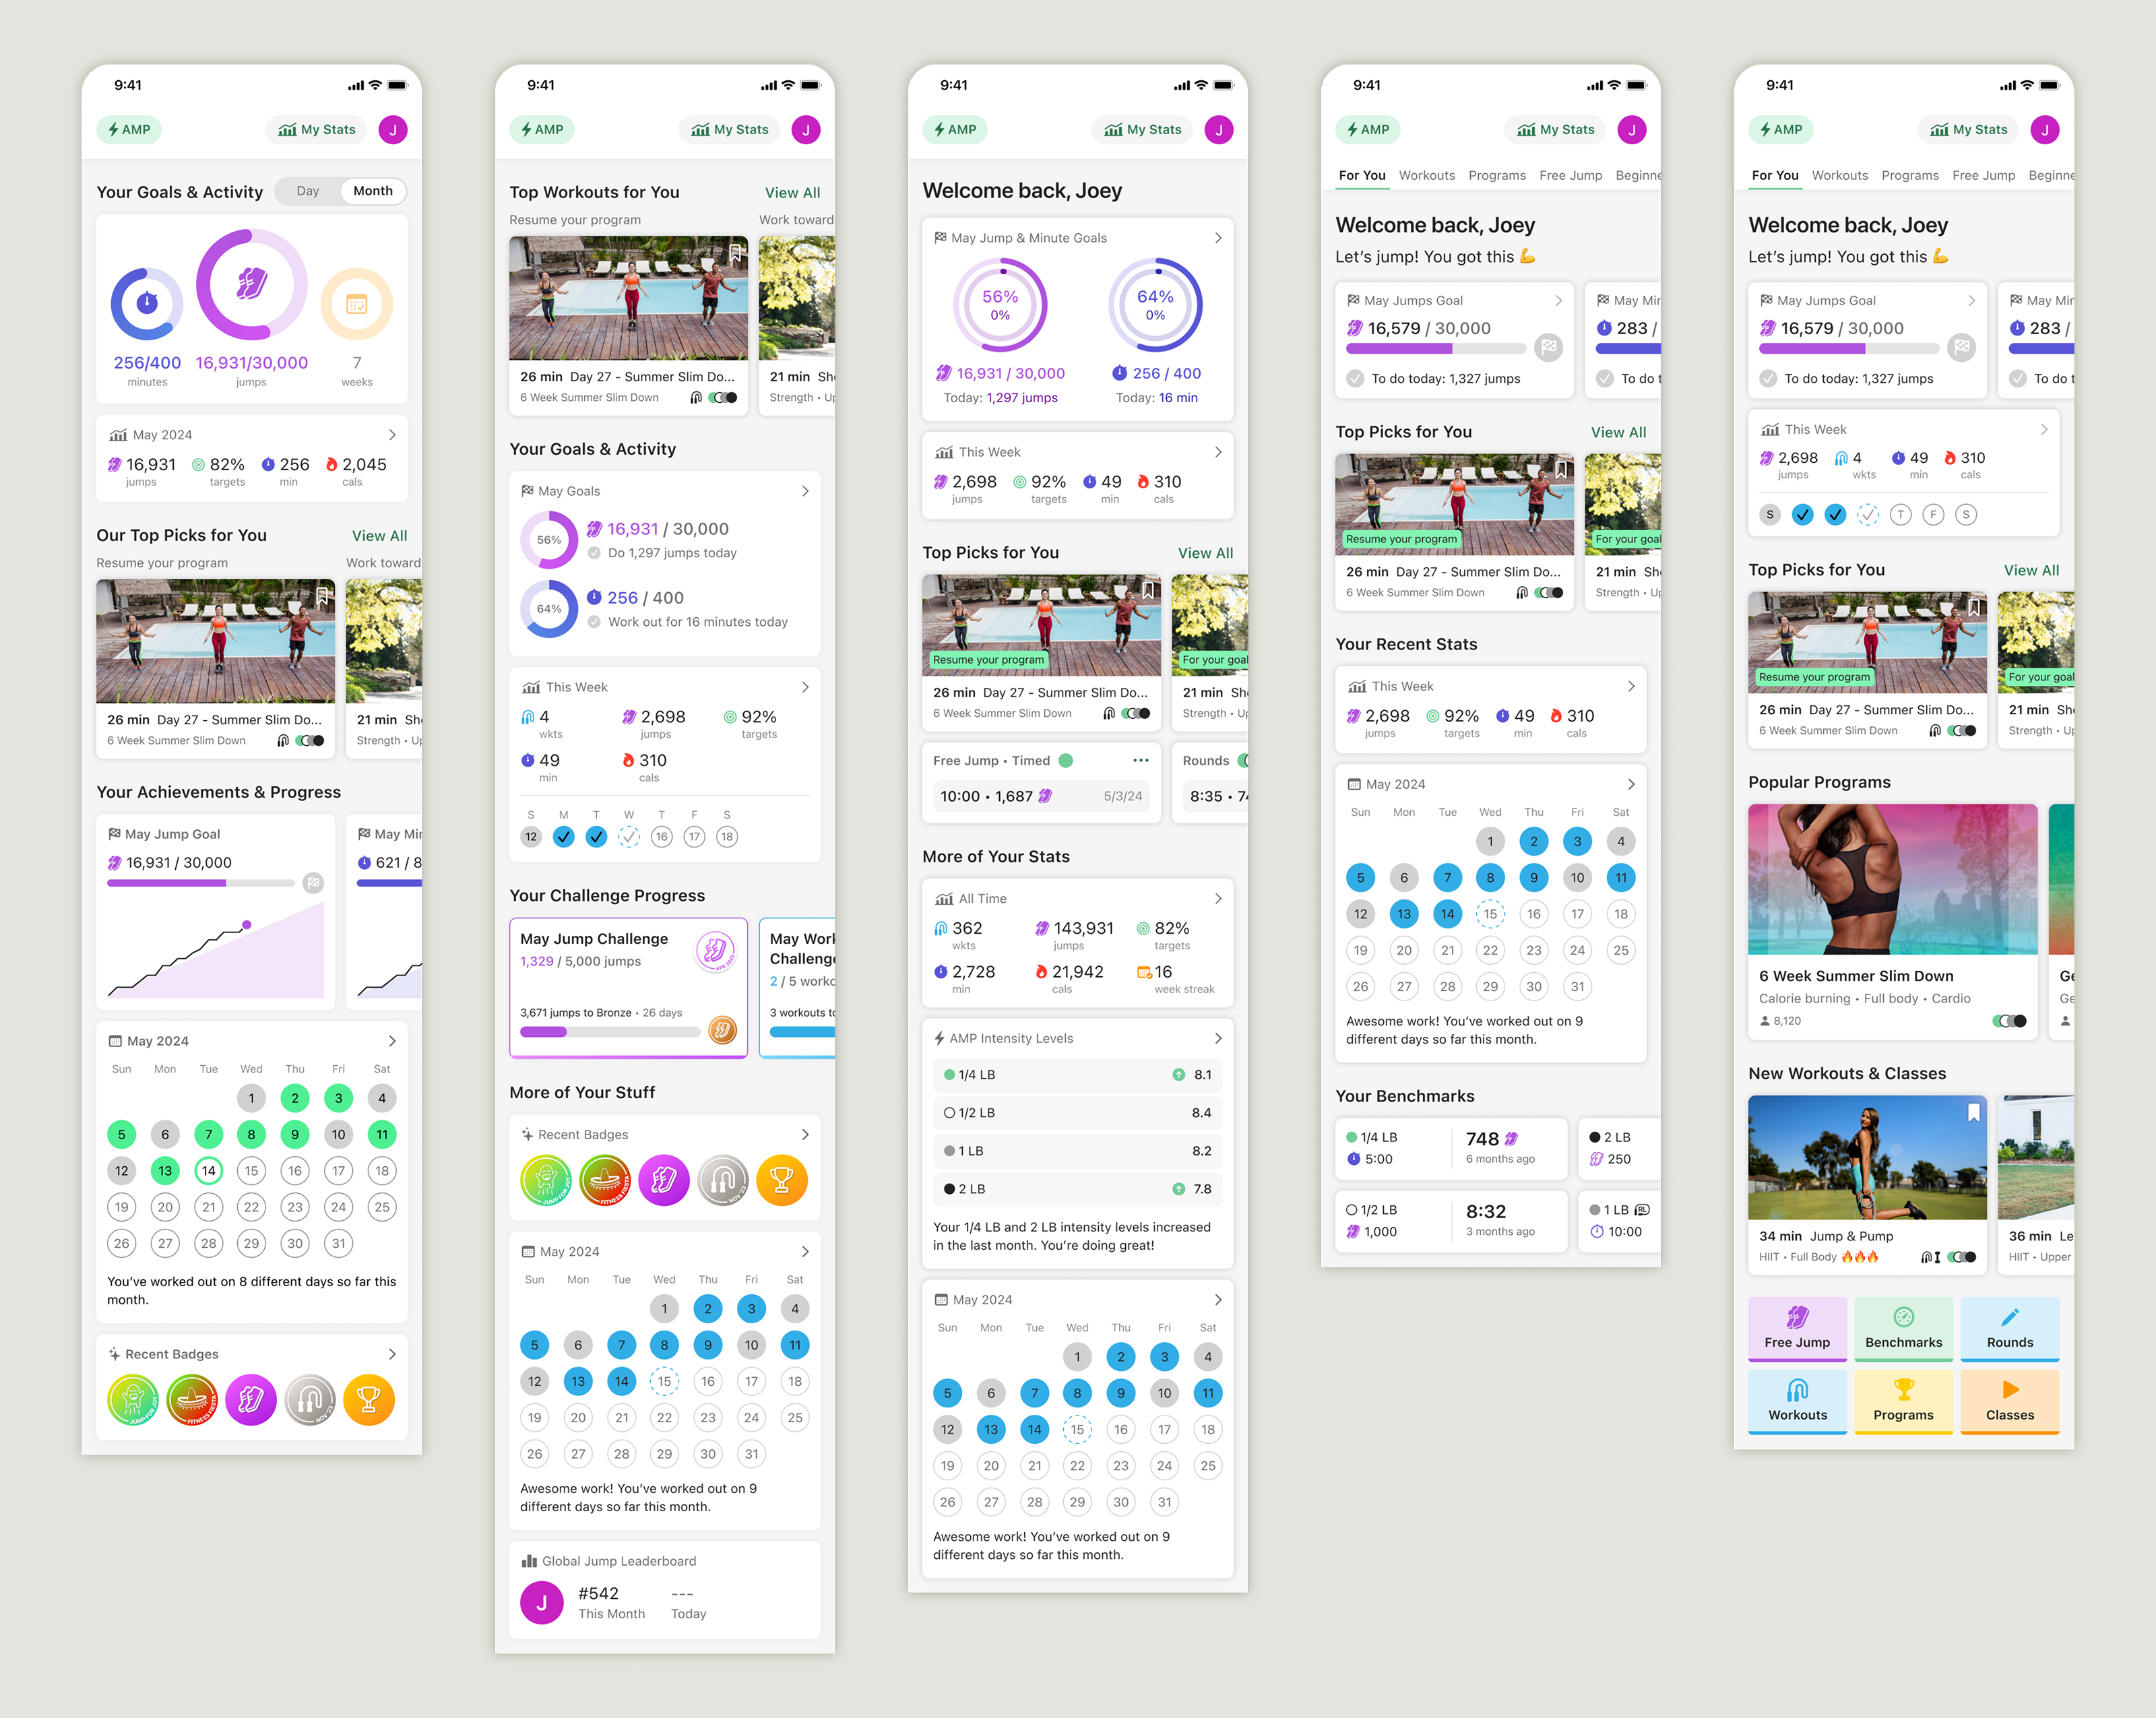 9:41
AMP
My Stats
J
Your Goals & Activity
Day
Month
256/400
minutes
16,931/30,000
jumps
7
weeks
May 2024
16,931
jumps
82%
targets
256
min
2,045
cals
Our Top Picks for You
View All
Resume your program
Work toward
26 min Day 27 - Summer Slim Do...
6 Week Summer Slim Down
21 min Sh
Strength • Up
Your Achievements & Progress
May Jump Goal
16,931 / 30,000
May Mi
621 / 8
May 2024
Sun Mon Tue Wed Thu Fri Sat
1 2 3 4
5 6 7 8 9 10 11
12 13 14 15 16 17 18
19 20 21 22 23 24 25
26 27 28 29 30 31
You've worked out on 8 different days so far this
month.
Recent Badges
JUMP FOR JOY
FITNESS FIESTA
NOV '23
9:41
AMP
My Stats
J
Top Workouts for You
View All
Resume your program
Work toward
26 min Day 27 - Summer Slim Do...
6 Week Summer Slim Down
21 min Sh
Strength • Up
Your Goals & Activity
May Goals
56%
16,931 / 30,000
Do 1,297 jumps today
64%
256 / 400
Work out for 16 minutes today
This Week
4
wkts
2,698
jumps
92%
targets
49
min
310
cals
S M T W T F S
12 16 17 18
Your Challenge Progress
May Jump Challenge
1,329 / 5,000 jumps
3,671 jumps to Bronze • 26 days
May Wor
Challenge
2 / 5 worko
3 workouts to
More of Your Stuff
Recent Badges
JUMP FOR JOY
FITNESS FIESTA
NOV '23
May 2024
Sun Mon Tue Wed Thu Fri Sat
1 2 3 4
5 6 7 8 9 10 11
12 13 14 15 16 17 18
19 20 21 22 23 24 25
26 27 28 29 30 31
Awesome work! You've worked out on 9
different days so far this month.
Global Jump Leaderboard
J
#542
This Month
---
Today
9:41
AMP
My Stats
J
Welcome back, Joey
May Jump & Minute Goals
56%
0%
64%
0%
16,931 / 30,000
Today: 1,297 jumps
256 / 400
Today: 16 min
This Week
2,698
jumps
92%
targets
49
min
310
cals
Top Picks for You
View All
Resume your program
For your goal
26 min Day 27 - Summer Slim Do...
6 Week Summer Slim Down
21 min Sh
Strength • Up
Free Jump • Timed
10:00 • 1,687
5/3/24
Rounds
8:35 • 74
More of Your Stats
All Time
362
wkts
143,931
jumps
82%
targets
2,728
min
21,942
cals
16
week streak
AMP Intensity Levels
1/4 LB 8.1
1/2 LB 8.4
1 LB 8.2
2 LB 7.8
Your 1/4 LB and 2 LB intensity levels increased
in the last month. You're doing great!
May 2024
Sun Mon Tue Wed Thu Fri Sat
1 2 3 4
5 6 7 8 9 10 11
12 13 14 15 16 17 18
19 20 21 22 23 24 25
26 27 28 29 30 31
Awesome work! You've worked out on 9
different days so far this month.
9:41
AMP
My Stats
J
For You Workouts Programs Free Jump Beginne
Welcome back, Joey
Let's jump! You got this 💪
May Jumps Goal
16,579 / 30,000
To do today: 1,327 jumps
May Mir
283 /
To do t
Top Picks for You
View All
Resume your program
For your goal
26 min Day 27 - Summer Slim Do...
6 Week Summer Slim Down
21 min Sh
Strength • Up
Your Recent Stats
This Week
2,698
jumps
92%
targets
49
min
310
cals
May 2024
Sun Mon Tue Wed Thu Fri Sat
1 2 3 4
5 6 7 8 9 10 11
12 13 14 15 16 17 18
19 20 21 22 23 24 25
26 27 28 29 30 31
Awesome work! You've worked out on 9
different days so far this month.
Your Benchmarks
1/4 LB
5:00
748
6 months ago
2 LB
250
1/2 LB
1,000
8:32
3 months ago
1 LB RL
10:00
9:41
AMP
My Stats
J
For You Workouts Programs Free Jump Beginne
Welcome back, Joey
Let's jump! You got this 💪
May Jumps Goal
16,579 / 30,000
To do today: 1,327 jumps
May Mir
283 /
To do t
This Week
2,698
jumps
4
wkts
49
min
310
cals
S T F S
Top Picks for You
View All
Resume your program
For your goal
26 min Day 27 - Summer Slim Do...
6 Week Summer Slim Down
21 min Sh
Strength • Up
Popular Programs
6 Week Summer Slim Down
Calorie burning • Full body • Cardio
8,120
Ge
Ge
New Workouts & Classes
34 min Jump & Pump
HIIT • Full Body 🔥🔥🔥
36 min Le
HIIT • Upper
Free Jump
Benchmarks
Rounds
Workouts
Programs
Classes